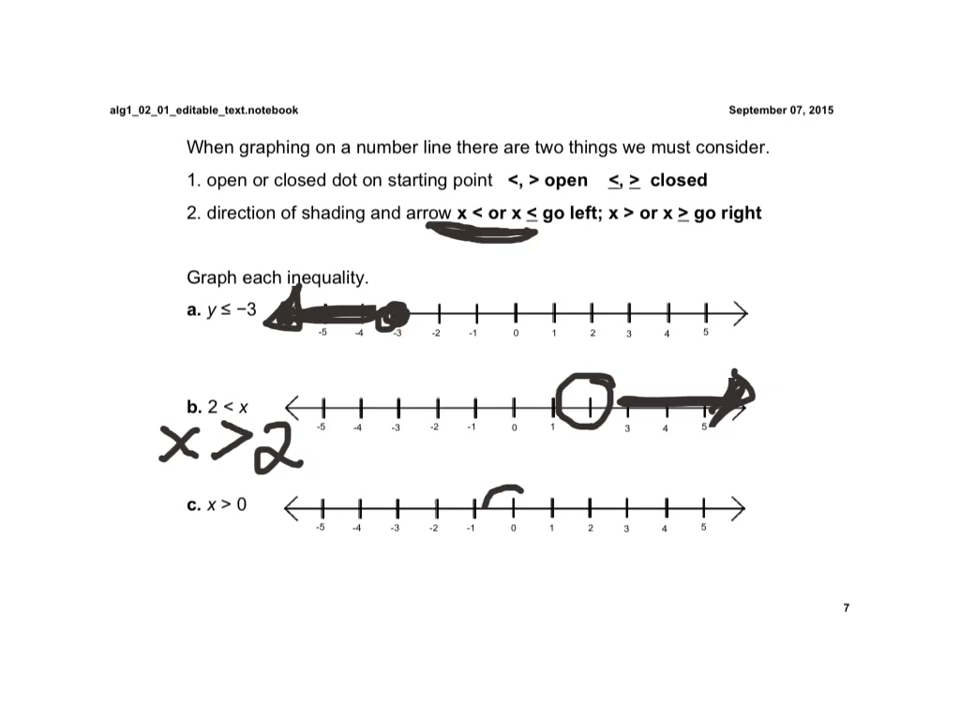 alg1_02_01_editable_text.notebook September 07, 2015
When graphing on a number line there are two things we must consider.
1. open or closed dot on starting point <, > open ≤, ≥ closed
2. direction of shading and arrow x < or x ≤ go left; x > or x ≥ go right
Graph each inequality.
a. y ≤ −3
-5 -4 -3 -2 -1 0 1 2 3 4 5
b. 2 < x
-5 -4 -3 -2 -1 0 1 3 4 5
x > 2
c. x > 0
-5 -4 -3 -2 -1 0 1 2 3 4 5
7